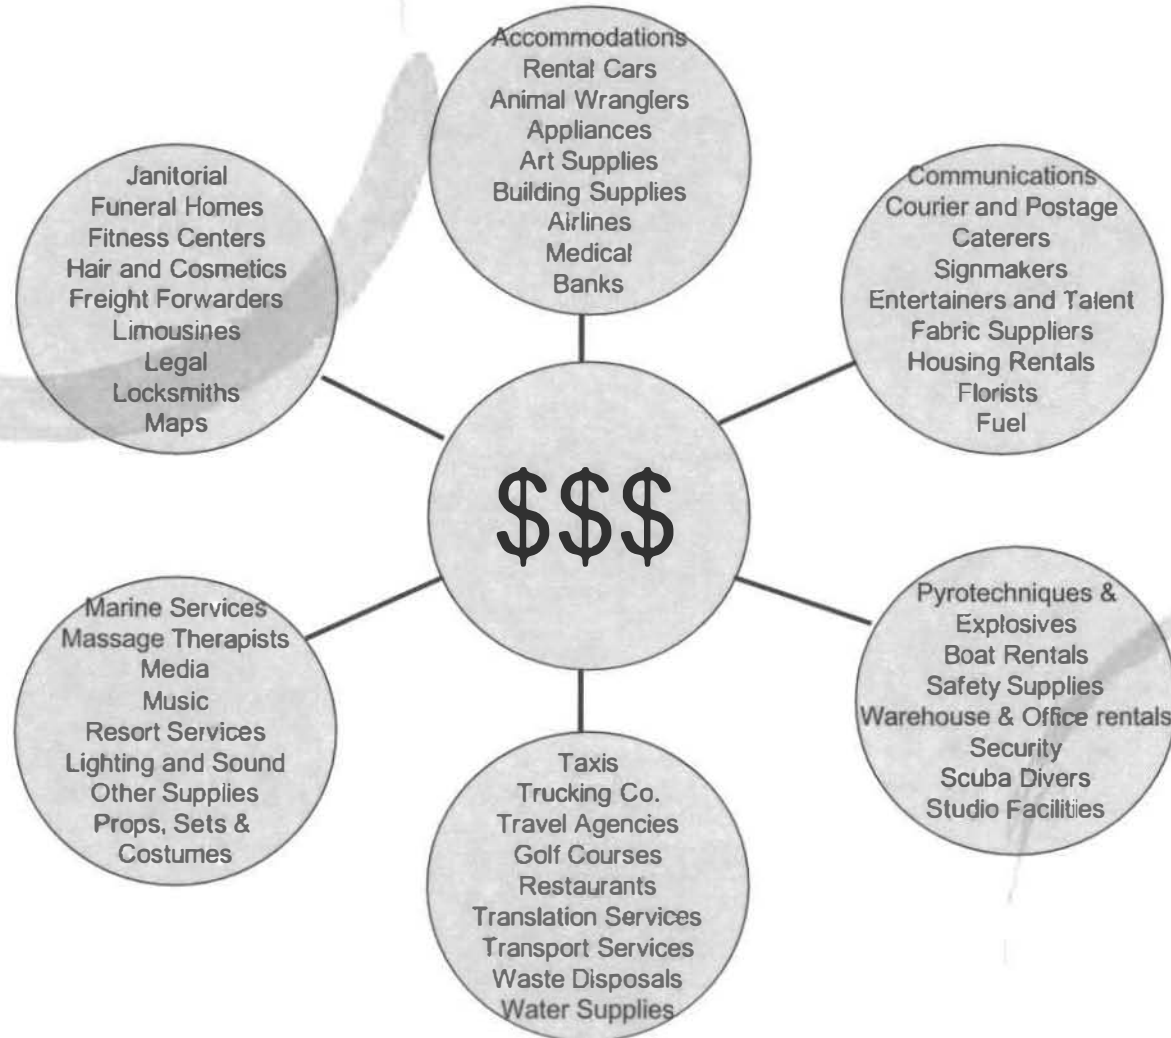 Accommodations
Rental Cars
Animal Wranglers
Appliances
Art Supplies
Building Supplies
Airlines
Medical
Banks
Janitorial
Funeral Homes
Fitness Centers
Hair and Cosmetics
Freight Forwarders
Limousines
Legal
Locksmiths
Maps
Communications
Courier and Postage
Caterers
Signmakers
Entertainers and Talent
Fabric Suppliers
Housing Rentals
Florists
Fuel
$$$
Marine Services
Massage Therapists
Media
Music
Resort Services
Lighting and Sound
Other Supplies
Props, Sets &
Costumes
Pyrotechniques &
Explosives
Boat Rentals
Safety Supplies
Warehouse & Office rentals
Security
Scuba Divers
Studio Facilities
Taxis
Trucking Co.
Travel Agencies
Golf Courses
Restaurants
Translation Services
Transport Services
Waste Disposals
Water Supplies